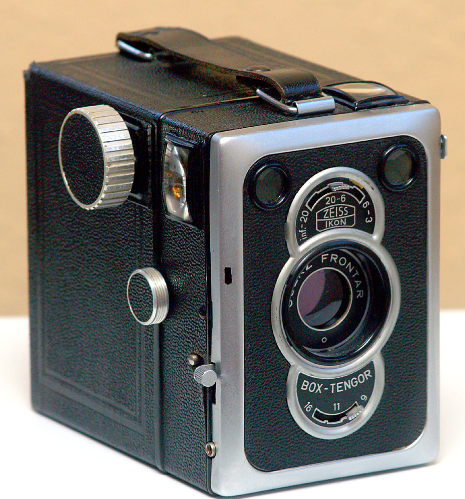 20-6
inf.-20
6-3
ZEISS
IKON
FRONTAR
BOX-TENGOR
16 11 9